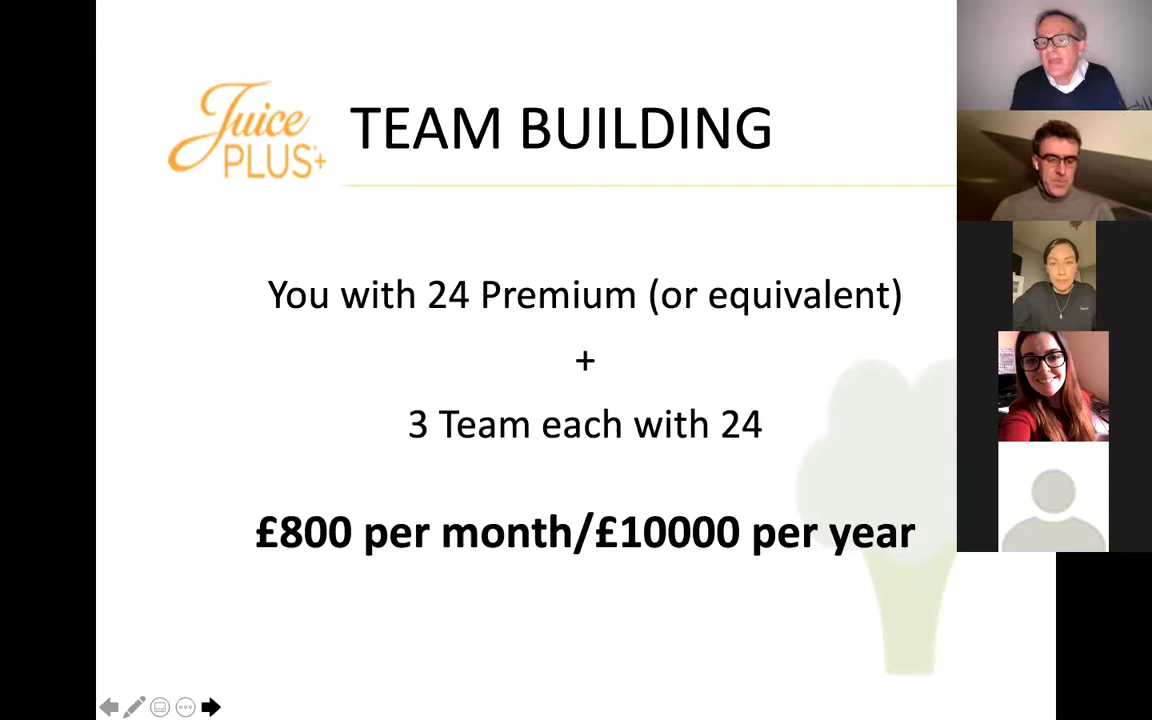 Juice
PLUS+
TEAM BUILDING
You with 24 Premium (or equivalent)
+
3 Team each with 24
£800 per month/£10000 per year